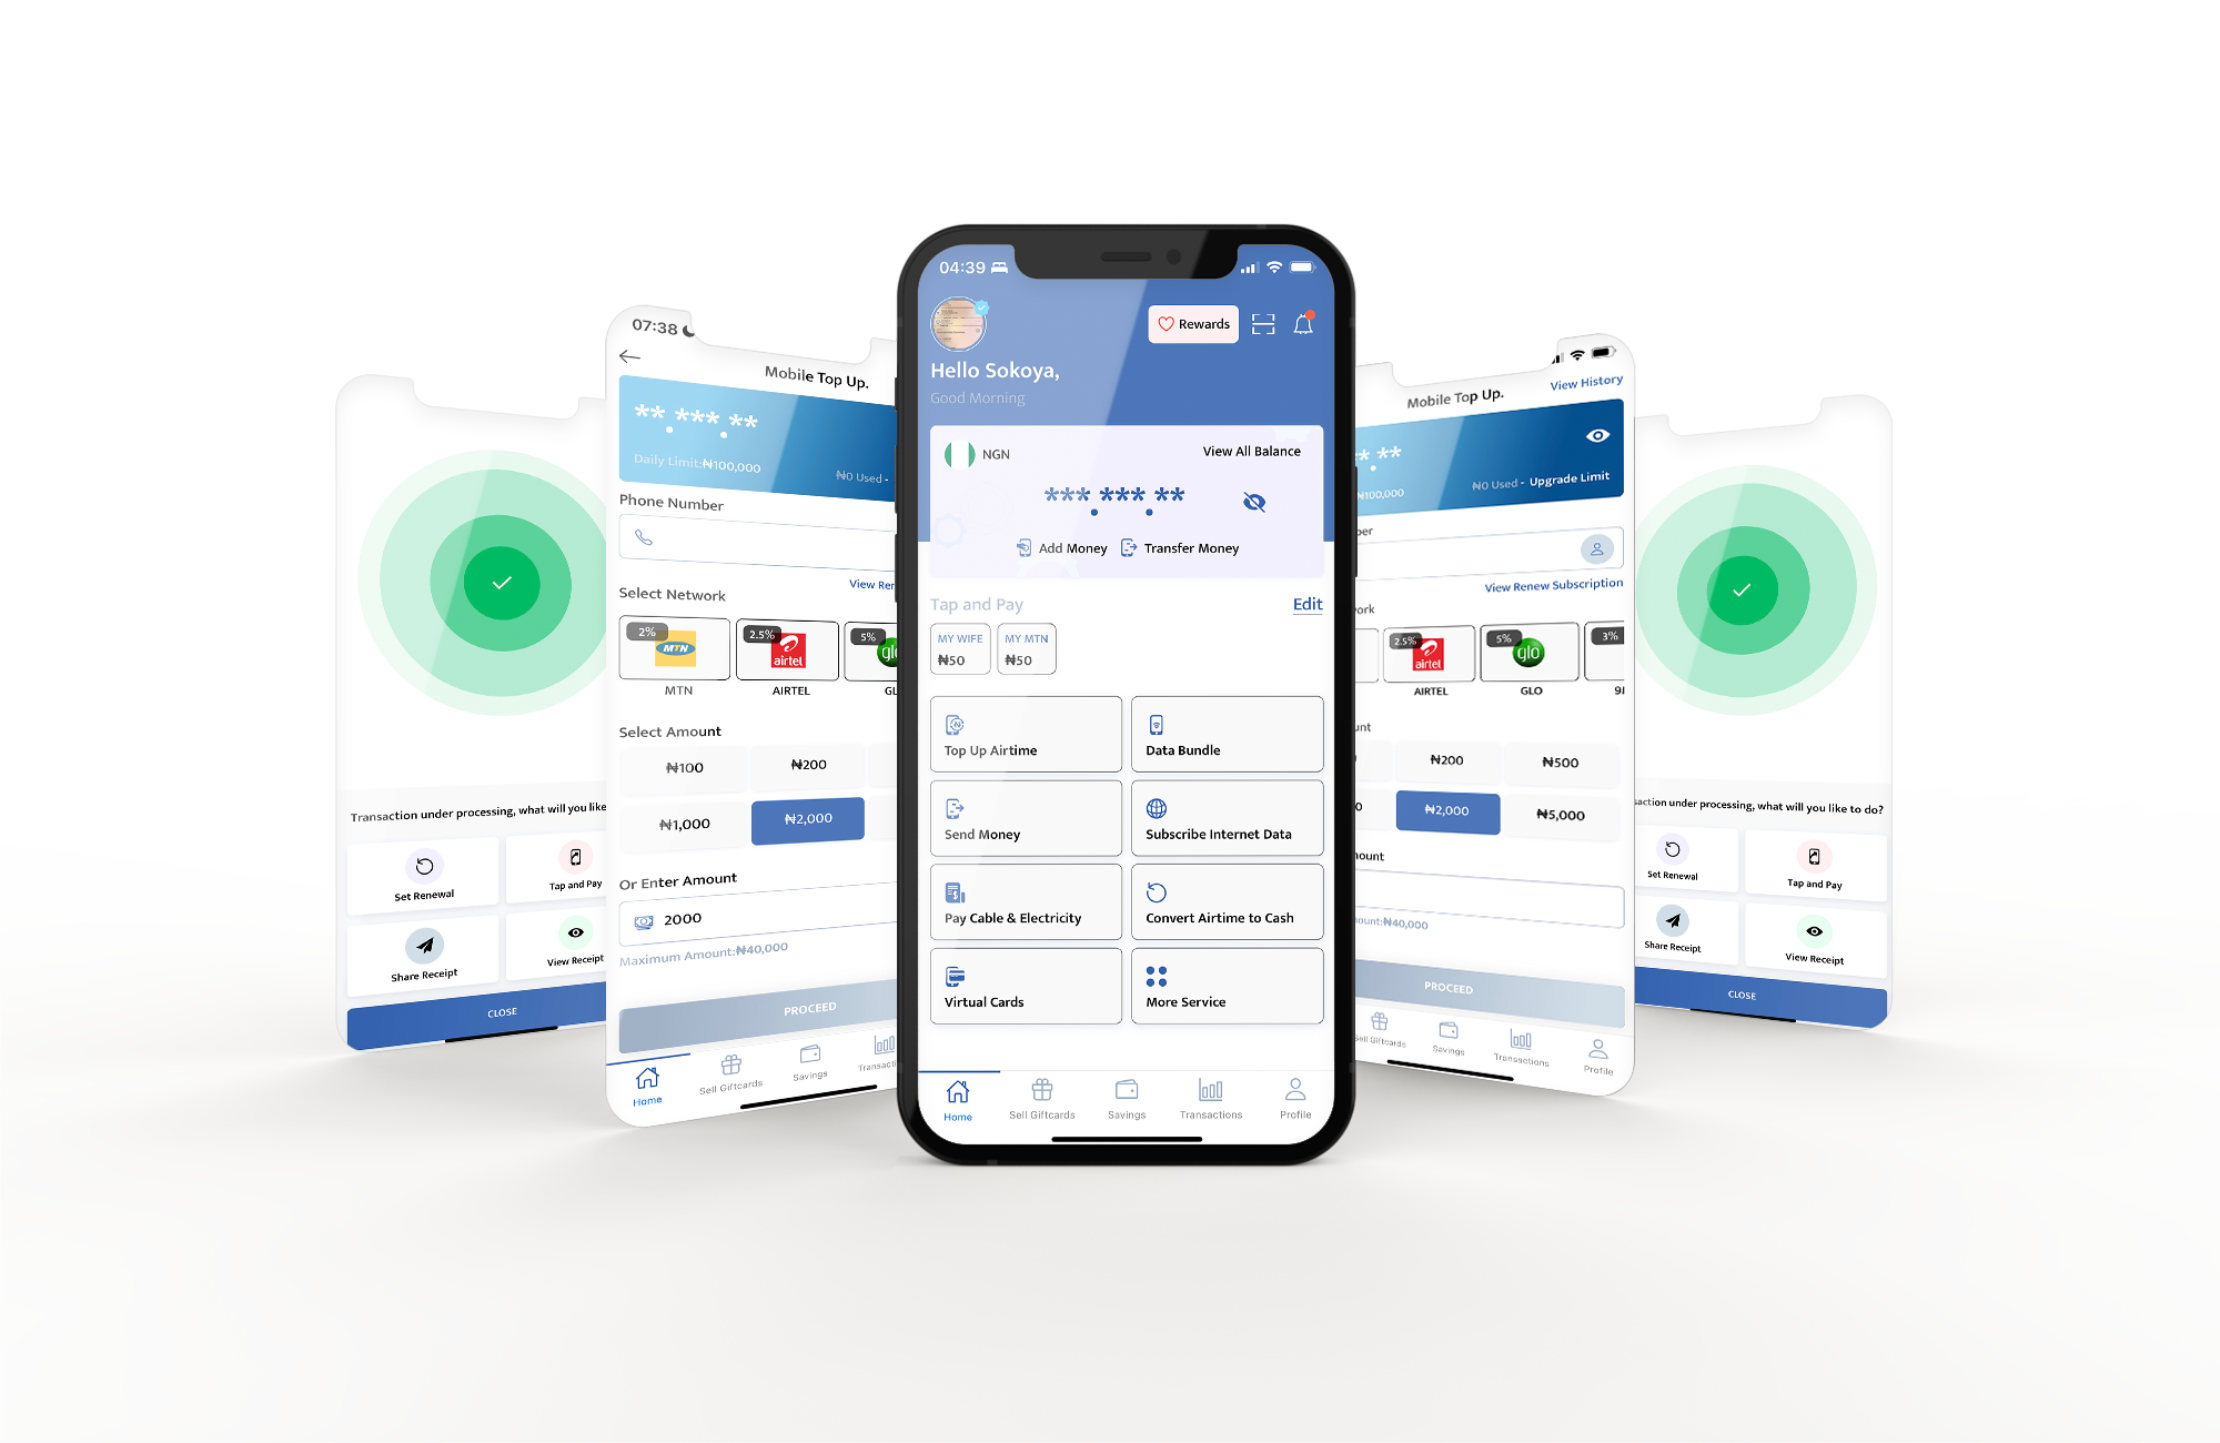 Transaction under processing, what will you like
Set Renewal
Tap and Pay
Share Receipt
View Receipt
CLOSE
07:38
Mobile Top Up.
**.***.**
Daily Limit:₦100,000
₦0 Used -
Phone Number
View Rer
Select Network
2%
MTN
2.5%
airtel
5%
MTN
AIRTEL
Select Amount
₦100
₦200
₦1,000
₦2,000
Or Enter Amount
2000
Maximum Amount:₦40,000
PROCEED
Home
Sell Giftcards
Savings
Transact
04:39
Rewards
Hello Sokoya,
Good Morning
NGN
View All Balance
***.***.**
Add Money
Transfer Money
Tap and Pay
Edit
MY WIFE
₦50
MY MTN
₦50
Top Up Airtime
Data Bundle
Send Money
Subscribe Internet Data
Pay Cable & Electricity
Convert Airtime to Cash
Virtual Cards
More Service
Home
Sell Giftcards
Savings
Transactions
Profile
Mobile Top Up.
View History
*.**
₦100,000
₦0 Used - Upgrade Limit
ber
View Renew Subscription
ork
2.5%
airtel
5%
glo
3%
AIRTEL
GLO
unt
₦200
₦500
₦2,000
₦5,000
nount
ount:₦40,000
PROCEED
Sell Giftcards
Savings
Transactions
Profile
action under processing, what will you like to do?
Set Renewal
Tap and Pay
Share Receipt
View Receipt
CLOSE